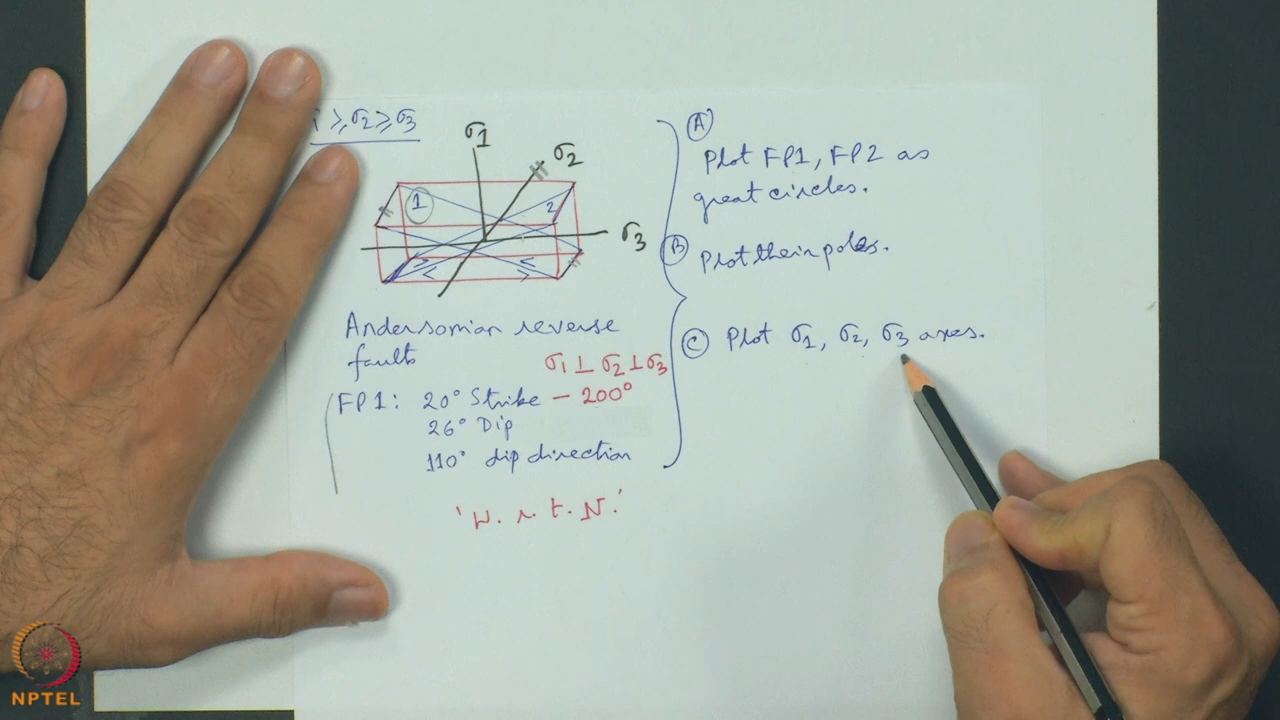 ≥, σ2 ≥, σ3
σ1
σ2
1
2
σ3
Andersonian reverse
faults
σ1 ⊥ σ2 ⊥ σ3
FP1: 20° Strike – 200°
26° Dip
110° dip direction
'w. r. t. N.'
A
Plot FP1, FP2 as
great circles.
B Plot their poles.
C Plot σ1, σ2, σ3 axes.
NPTEL